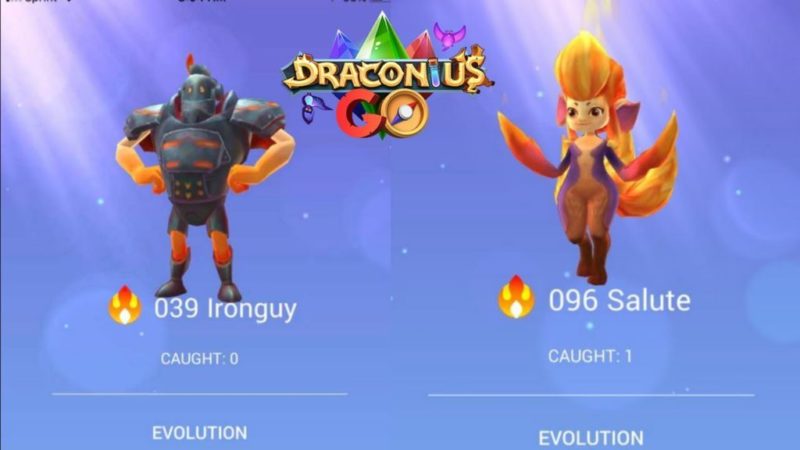 DRACONIUS
GO
039 Ironguy
CAUGHT: 0
EVOLUTION
096 Salute
CAUGHT: 1
EVOLUTION